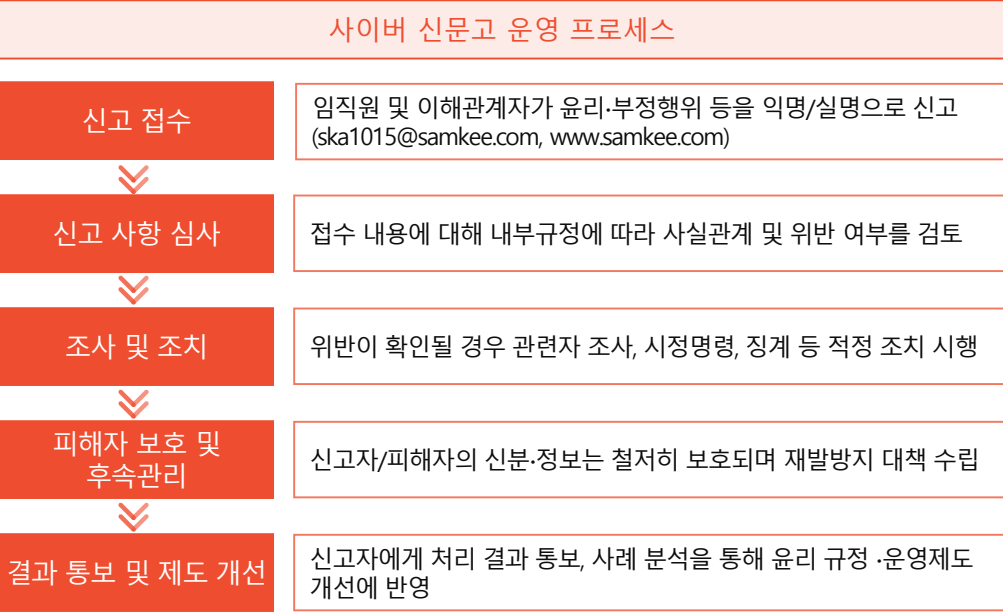 사이버 신문고 운영 프로세스
신고 접수
임직원 및 이해관계자가 윤리·부정행위 등을 익명/실명으로 신고
(ska1015@samkee.com, www.samkee.com)
신고 사항 심사
접수 내용에 대해 내부규정에 따라 사실관계 및 위반 여부를 검토
조사 및 조치
위반이 확인될 경우 관련자 조사, 시정명령, 징계 등 적정 조치 시행
피해자 보호 및
후속관리
신고자/피해자의 신분·정보는 철저히 보호되며 재발방지 대책 수립
결과 통보 및 제도 개선
신고자에게 처리 결과 통보, 사례 분석을 통해 윤리 규정 ·운영제도
개선에 반영